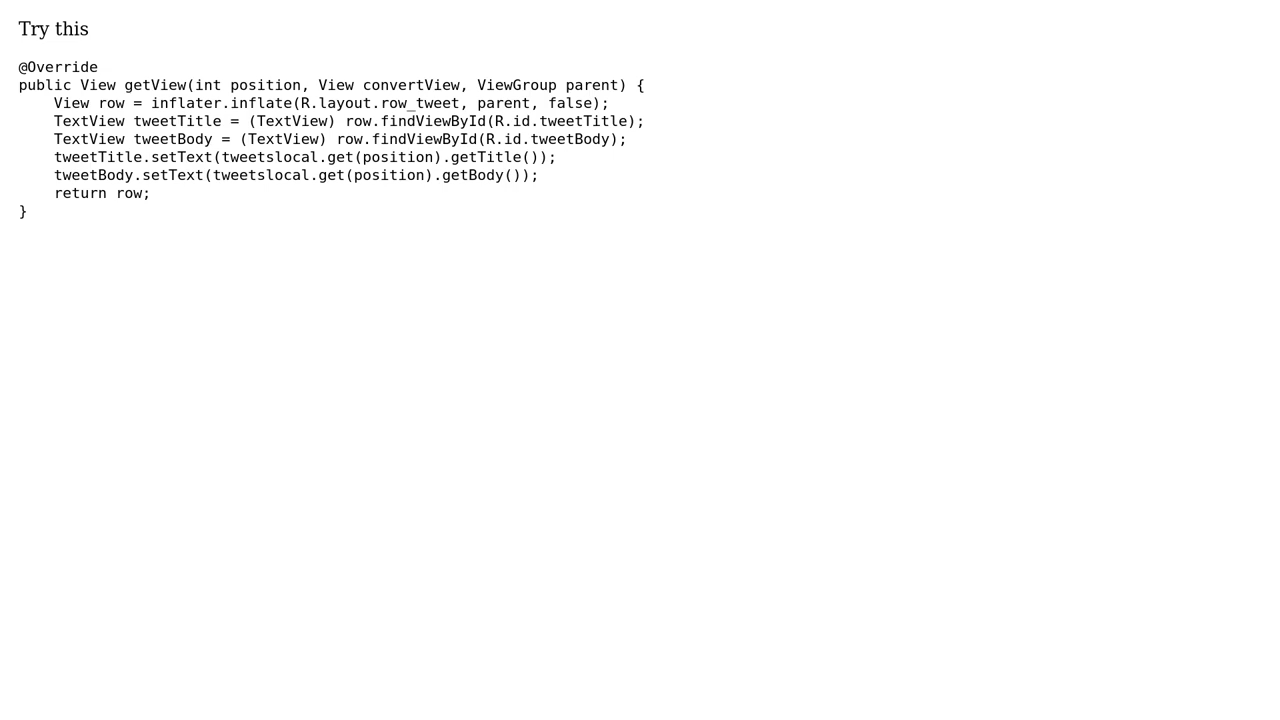 Try this
@Override
public View getView(int position, View convertView, ViewGroup parent) {
    View row = inflater.inflate(R.layout.row_tweet, parent, false);
    TextView tweetTitle = (TextView) row.findViewById(R.id.tweetTitle);
    TextView tweetBody = (TextView) row.findViewById(R.id.tweetBody);
    tweetTitle.setText(tweetslocal.get(position).getTitle());
    tweetBody.setText(tweetslocal.get(position).getBody());
    return row;
}